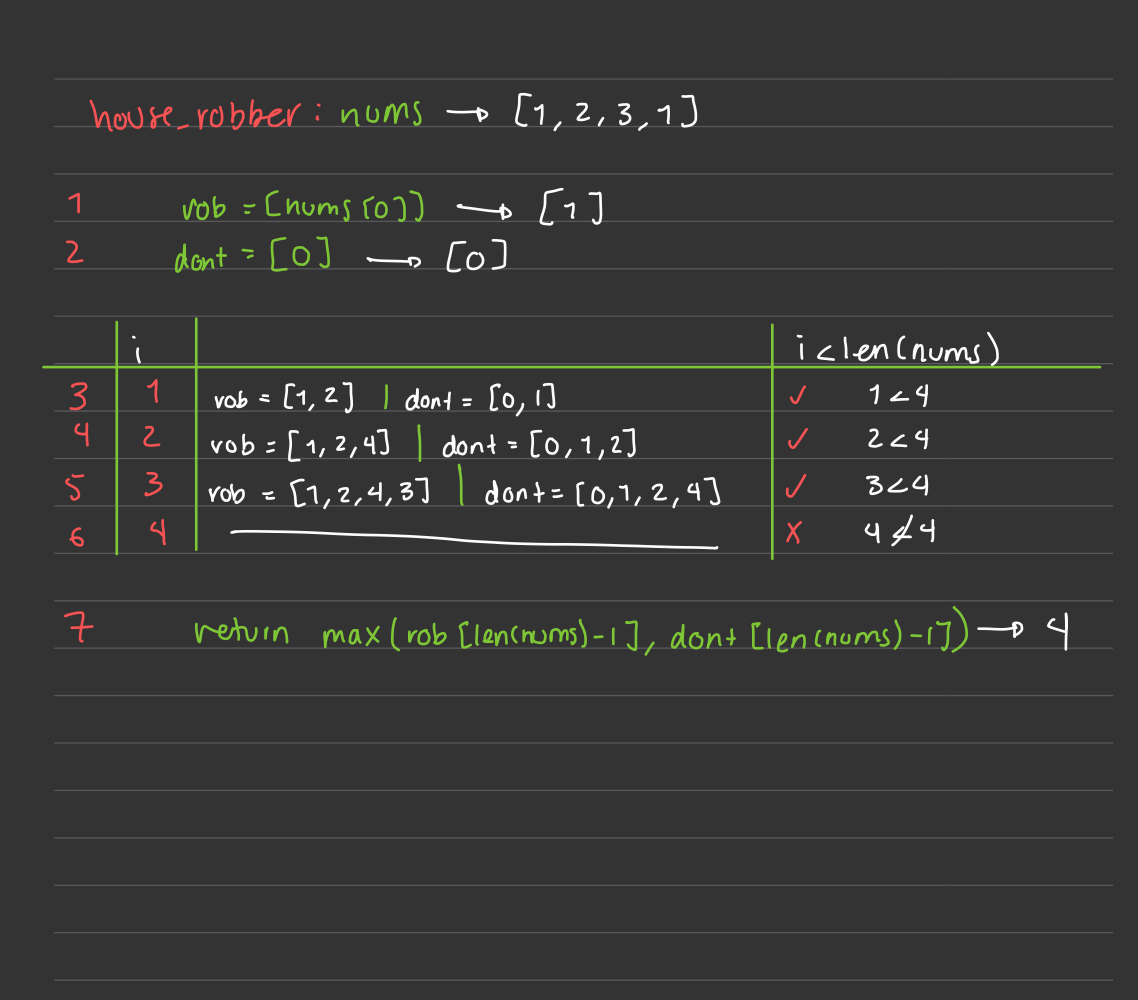 house_robber: nums → [1, 2, 3, 1]
1 rob = [nums[0]] → [1]
2 dont = [0] → [0]
i i<len(nums)
3 1 rob = [1, 2] | dont = [0, 1] ✓ 1<4
4 2 rob = [1, 2, 4] | dont = [0, 1, 2] ✓ 2<4
5 3 rob = [1, 2, 4, 3] | dont = [0, 1, 2, 4] ✓ 3<4
6 4 ✗ 4≮4
7 return max(rob[len(nums)-1], dont[len(nums)-1]) → 4